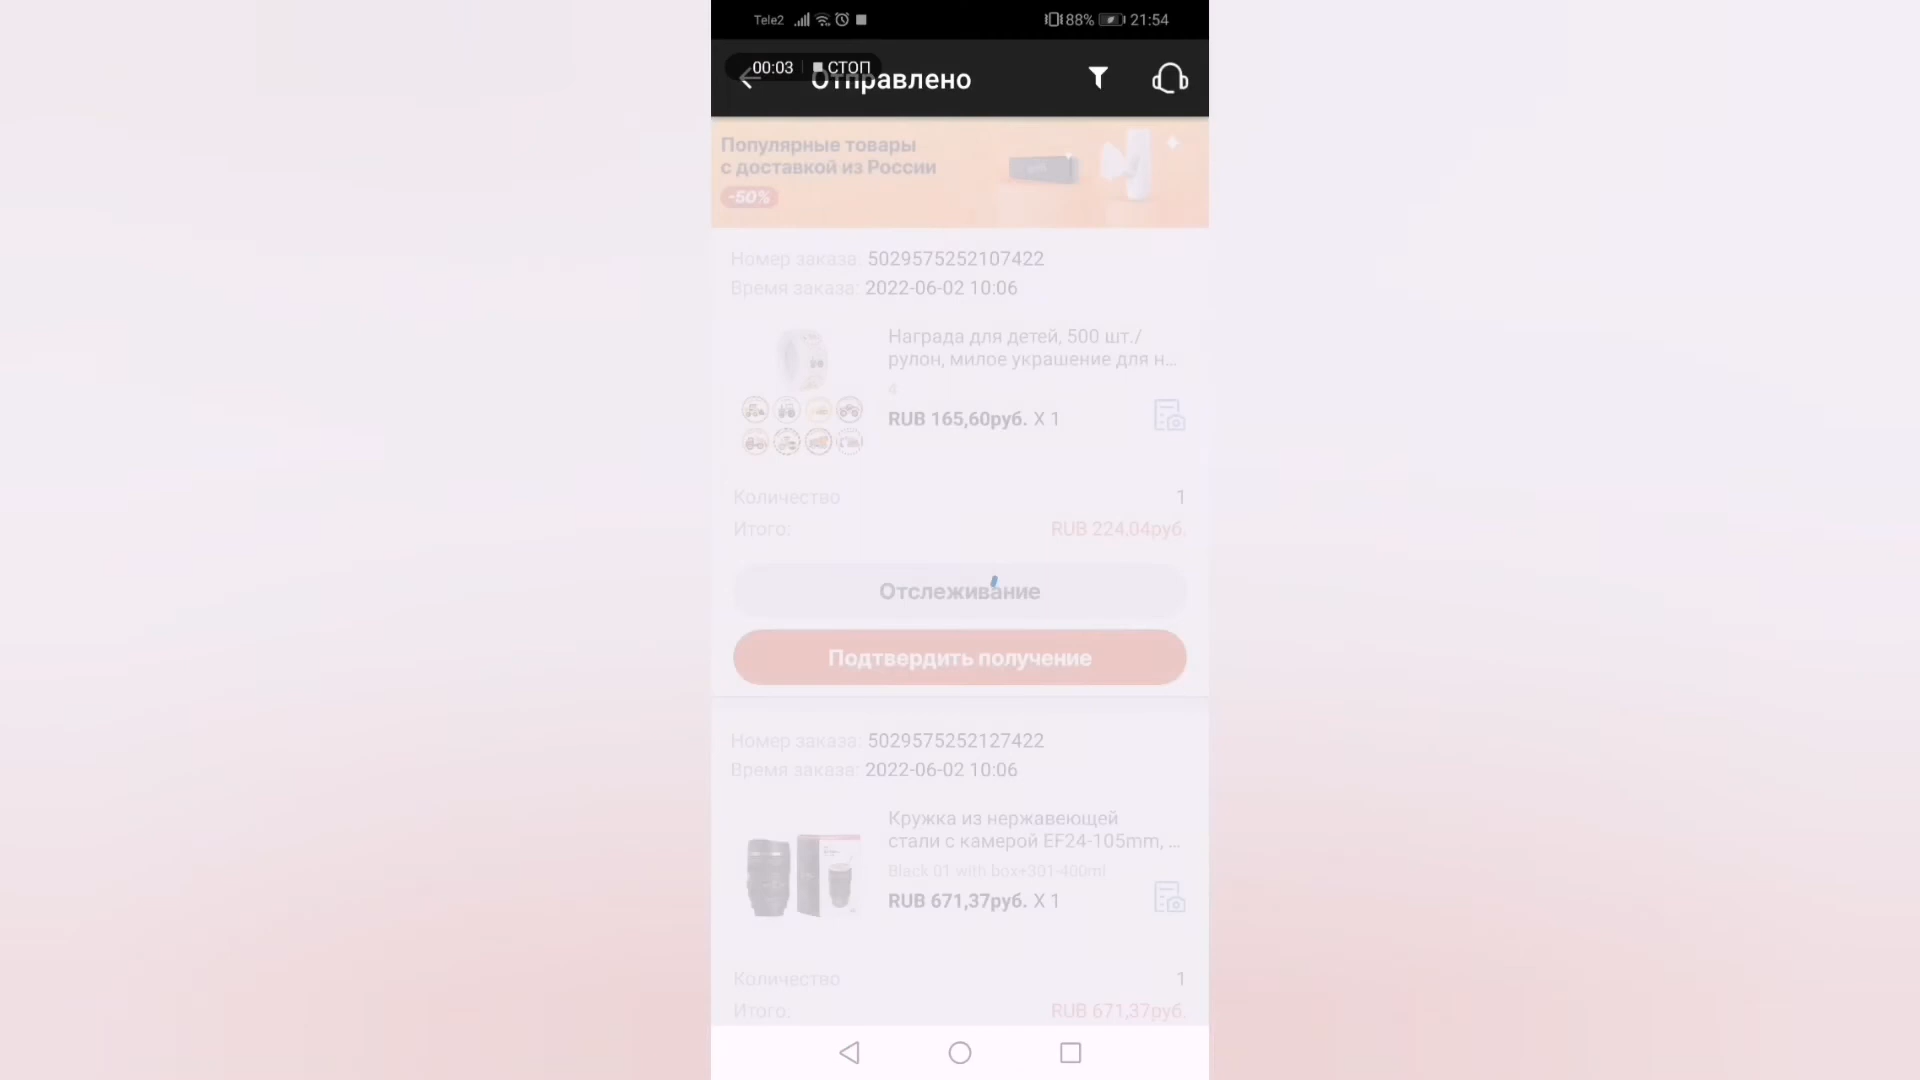 Tele2 88% 21:54
00:03 СТОП
Отправлено
Популярные товары
с доставкой из России
-50%
Номер заказа: 5029575252107422
Время заказа: 2022-06-02 10:06
Награда для детей, 500 шт./
рулон, милое украшение для н...
4
RUB 165,60руб. X 1
Количество 1
Итого: RUB 224,04руб.
Отслеживание
Подтвердить получение
Номер заказа: 5029575252127422
Время заказа: 2022-06-02 10:06
Кружка из нержавеющей
стали с камерой EF24-105mm, ...
Black 01 with box+301-400ml
RUB 671,37руб. X 1
Количество 1
Итого: RUB 671,37руб.